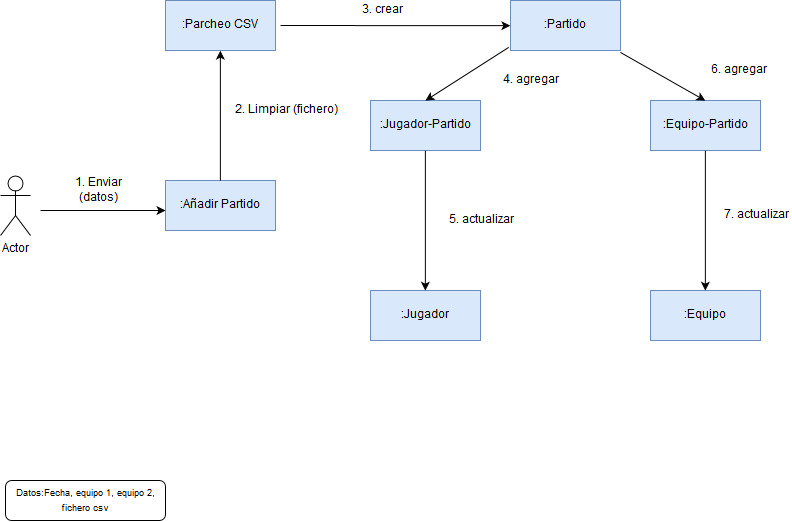 3. crear
:Parcheo CSV
:Partido
4. agregar
6. agregar
2. Limpiar (fichero)
:Jugador-Partido
:Equipo-Partido
1. Enviar
(datos)
:Añadir Partido
5. actualizar
7. actualizar
Actor
:Jugador
:Equipo
Datos:Fecha, equipo 1, equipo 2,
fichero csv